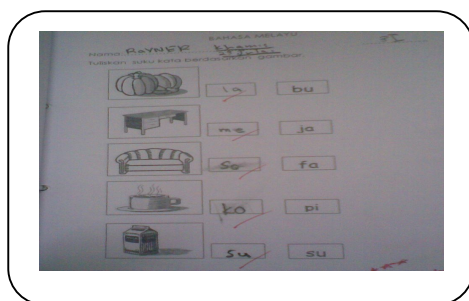 BAHASA MELAYU
Nama: RAYNER
Tuliskan suku kata berdasarkan gambar.
la bu
me ja
so fa
ko pi
su su